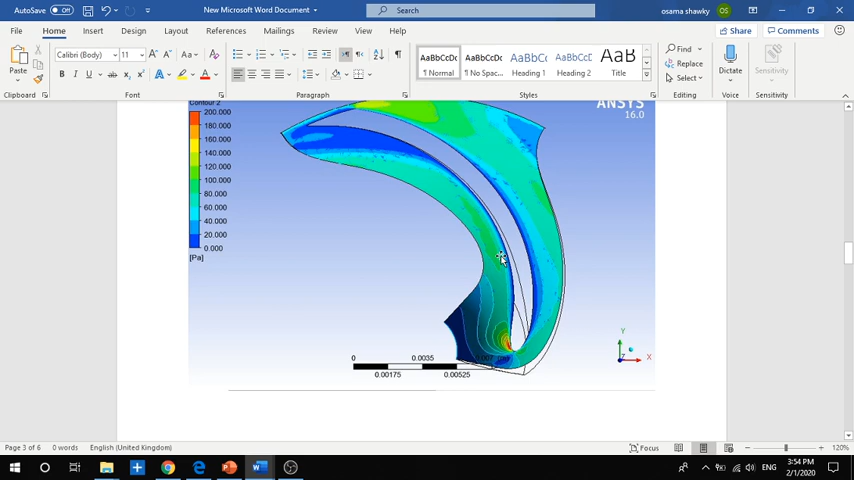 AutoSave Off
New Microsoft Word Document
Search
osama shawky OS
File Home Insert Design Layout References Mailings Review View Help
Share Comments
Paste
Calibri (Body) 11
Find
Replace
Select
AaBbCcDc AaBbCcDc AaBbCc AaBbCcD AaB
¶ Normal ¶ No Spac... Heading 1 Heading 2 Title
Dictate
Sensitivity
Clipboard Font Paragraph Styles Editing Voice Sensitivity
Contour 2
ANSYS
16.0
200.000
180.000
160.000
140.000
120.000
100.000
80.000
60.000
40.000
20.000
0.000
[Pa]
0 0.0035
0.00175 0.00525
Y
X
Z
Page 3 of 6 0 words English (United Kingdom)
Focus
120%
ENG
3:54 PM
2/1/2020